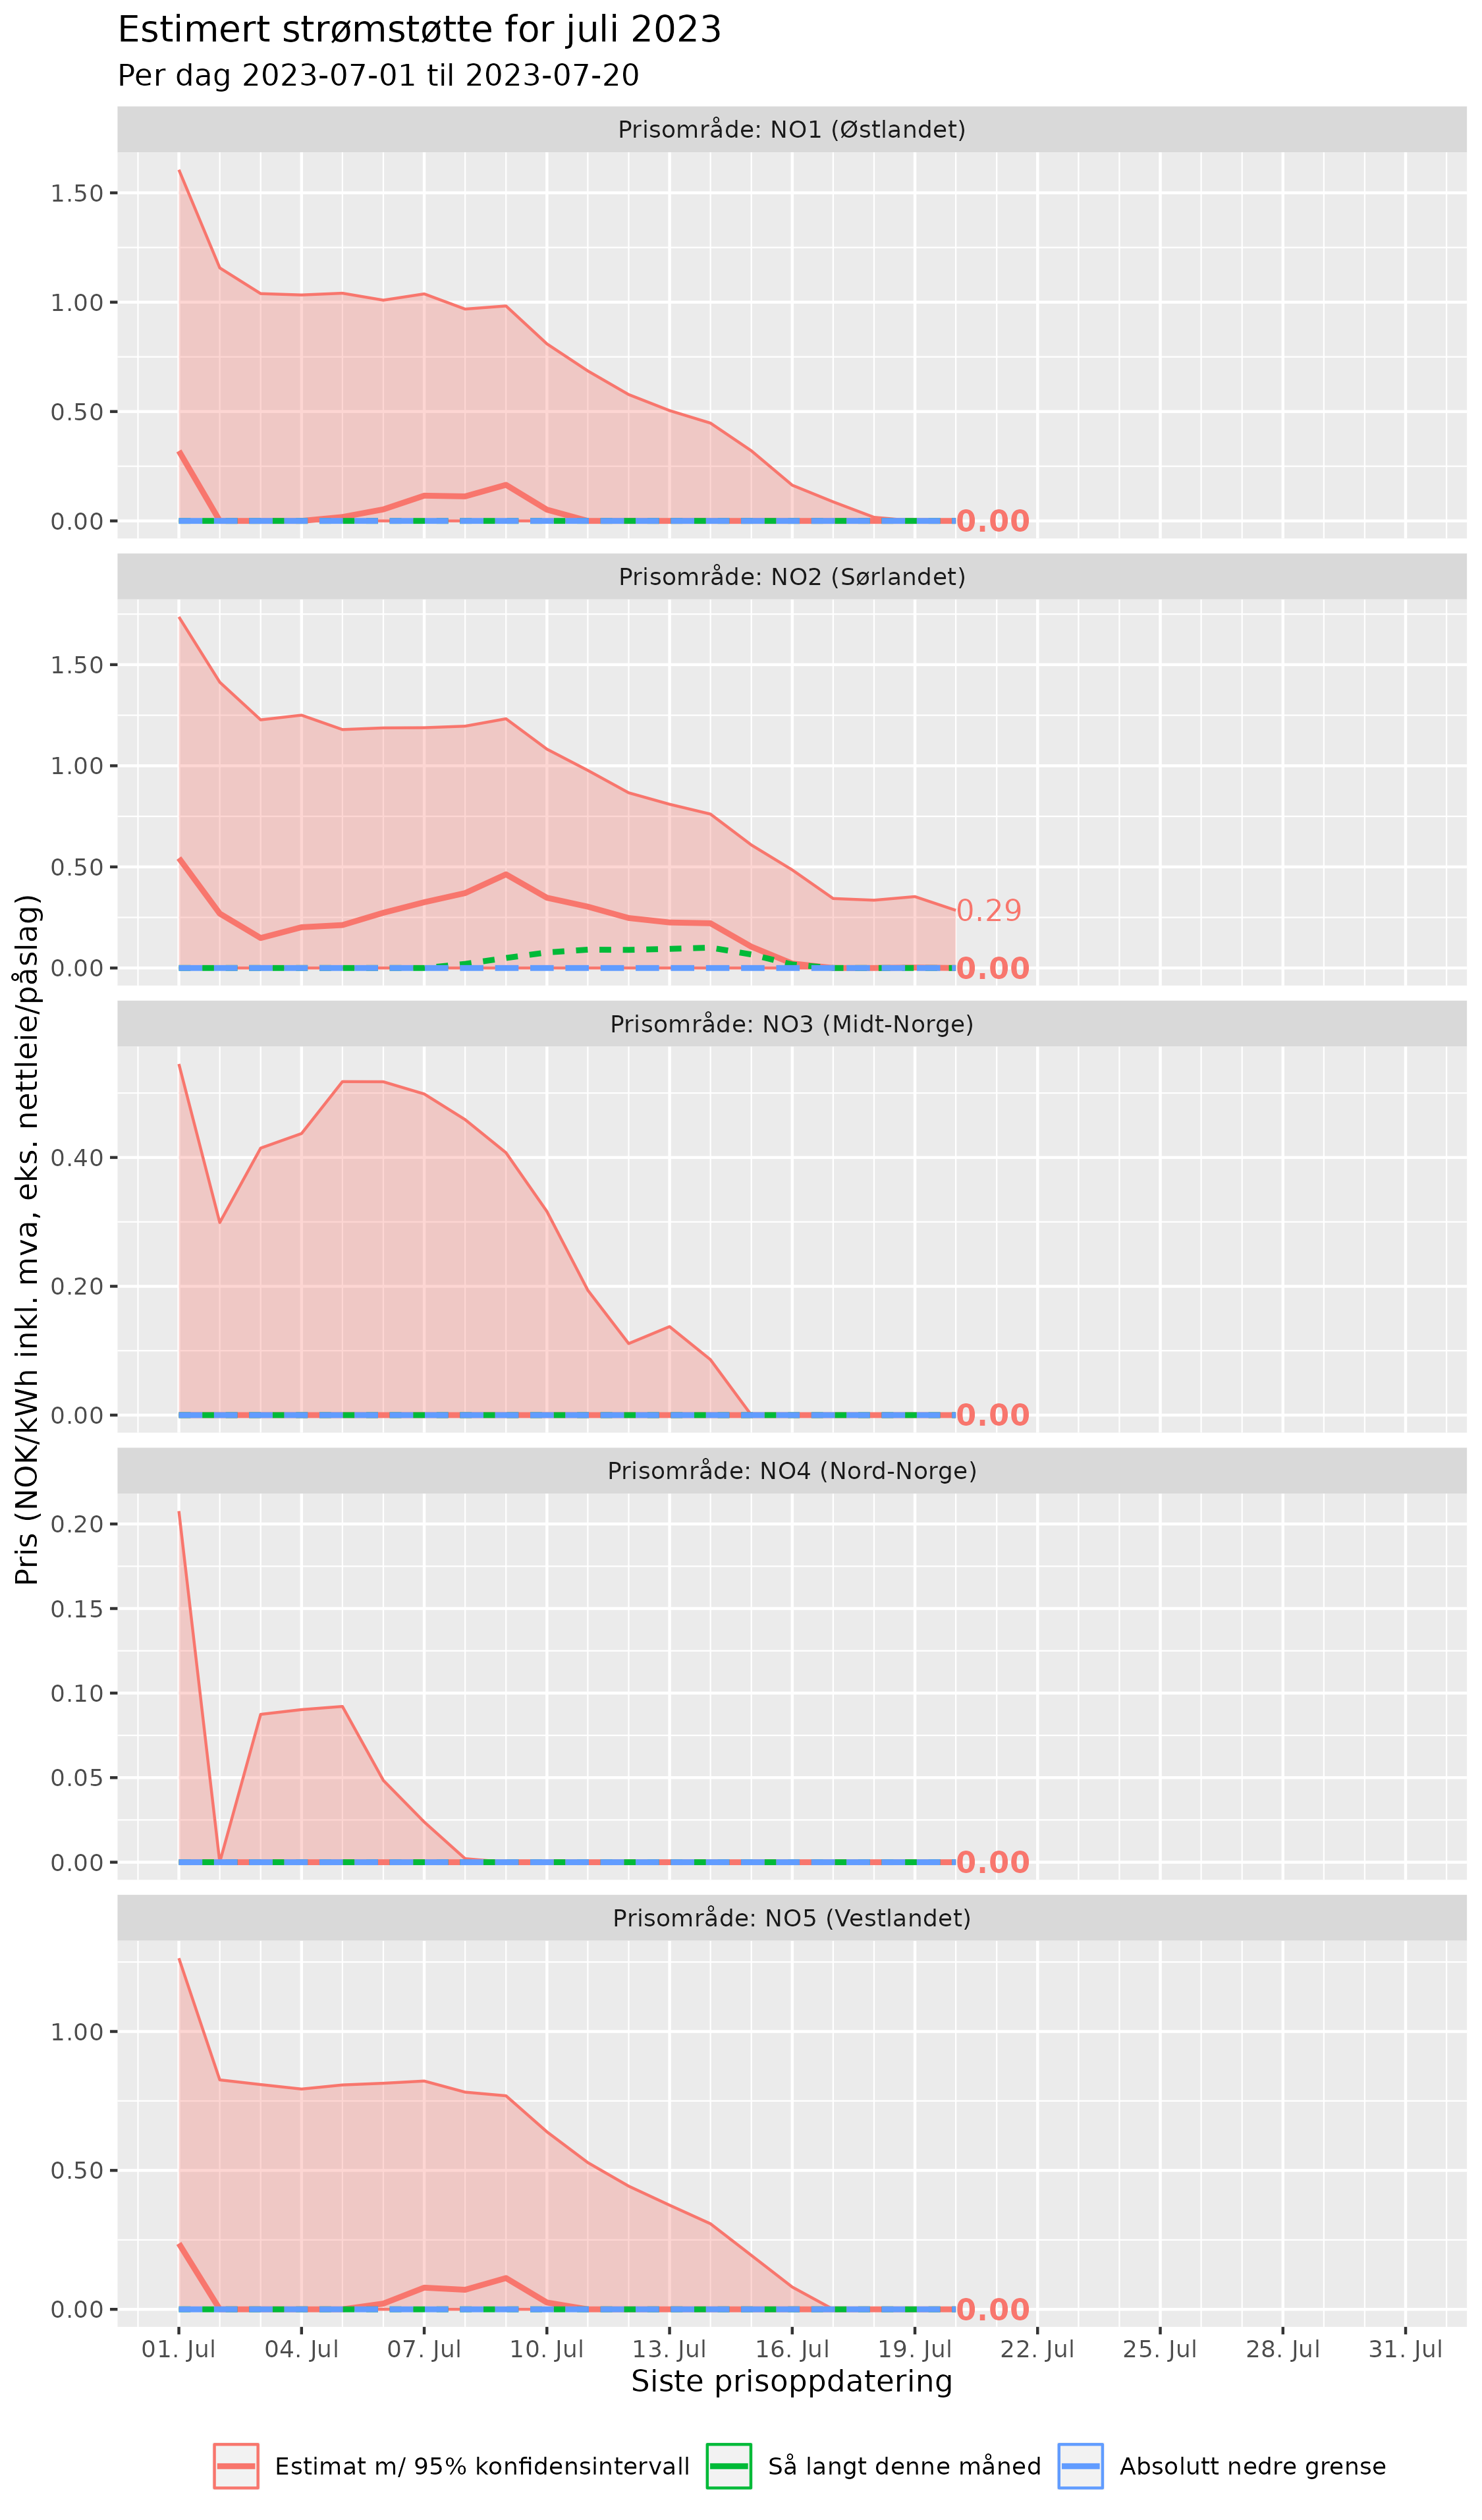 Estimert strømstøtte for juli 2023
Per dag 2023-07-01 til 2023-07-20
Pris (NOK/kWh inkl. mva, eks. nettleie/påslag)
Prisområde: NO1 (Østlandet)
1.50
1.00
0.50
0.00
0.00
Prisområde: NO2 (Sørlandet)
1.50
1.00
0.50
0.29
0.00
0.00
Prisområde: NO3 (Midt-Norge)
0.40
0.20
0.00
0.00
Prisområde: NO4 (Nord-Norge)
0.20
0.15
0.10
0.05
0.00
0.00
Prisområde: NO5 (Vestlandet)
1.00
0.50
0.00
0.00
01. Jul 04. Jul 07. Jul 10. Jul 13. Jul 16. Jul 19. Jul 22. Jul 25. Jul 28. Jul 31. Jul
Siste prisoppdatering
Estimat m/ 95% konfidensintervall Så langt denne måned Absolutt nedre grense